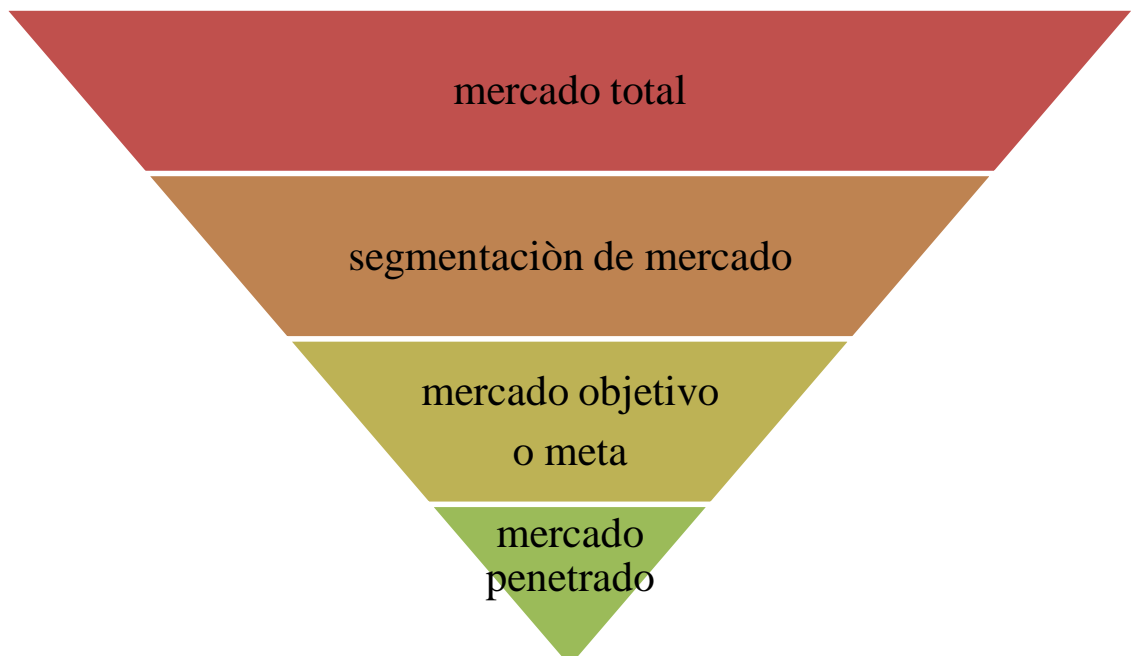 mercado total
segmentaciòn de mercado
mercado objetivo
o meta
mercado
penetrado